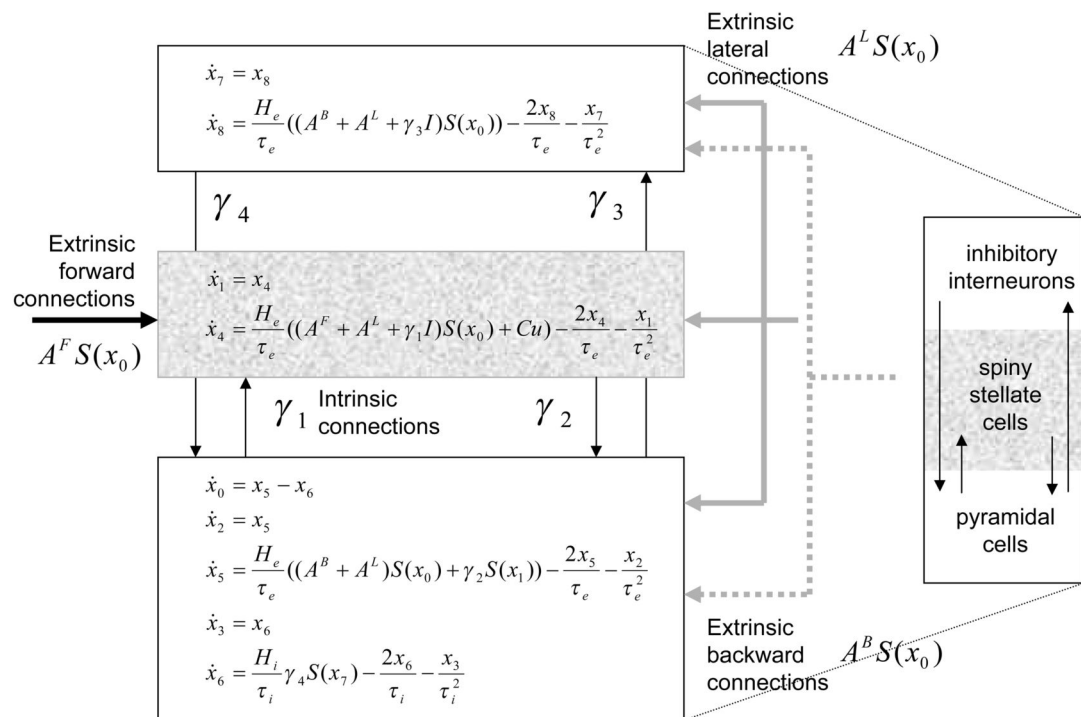 Extrinsic
lateral
connections
A^L S(x_0)
ẋ_7 = x_8
ẋ_8 = H_e/τ_e ((A^B + A^L + γ_3 I)S(x_0)) − 2x_8/τ_e − x_7/τ_e^2
γ_4
γ_3
Extrinsic
forward
connections
A^F S(x_0)
ẋ_1 = x_4
ẋ_4 = H_e/τ_e ((A^F + A^L + γ_1 I)S(x_0) + Cu) − 2x_4/τ_e − x_1/τ_e^2
γ_1
Intrinsic
connections
γ_2
ẋ_0 = x_5 − x_6
ẋ_2 = x_5
ẋ_5 = H_e/τ_e ((A^B + A^L)S(x_0) + γ_2 S(x_1)) − 2x_5/τ_e − x_2/τ_e^2
ẋ_3 = x_6
ẋ_6 = H_i/τ_i γ_4 S(x_7) − 2x_6/τ_i − x_3/τ_i^2
Extrinsic
backward
connections
A^B S(x_0)
inhibitory
interneurons
spiny
stellate
cells
pyramidal
cells